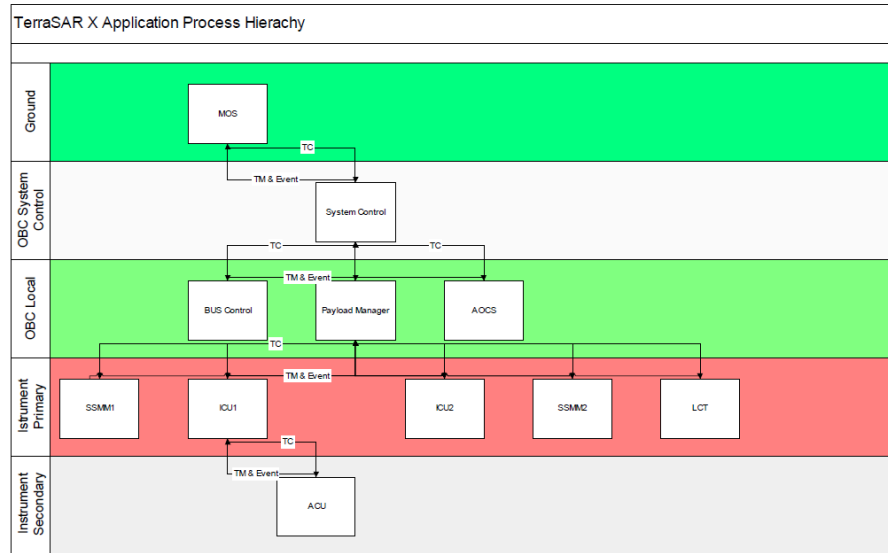 TerraSAR X Application Process Hierachy
Ground
MOS
TC
TM & Event
OBC System
Control
System Control
TC
TC
TM & Event
OBC Local
BUS Control
Payload Manager
AOCS
TC
TM & Event
Istrument
Primary
SSMM1
ICU1
ICU2
SSMM2
LCT
TC
TM & Event
Instrument
Secondary
ACU